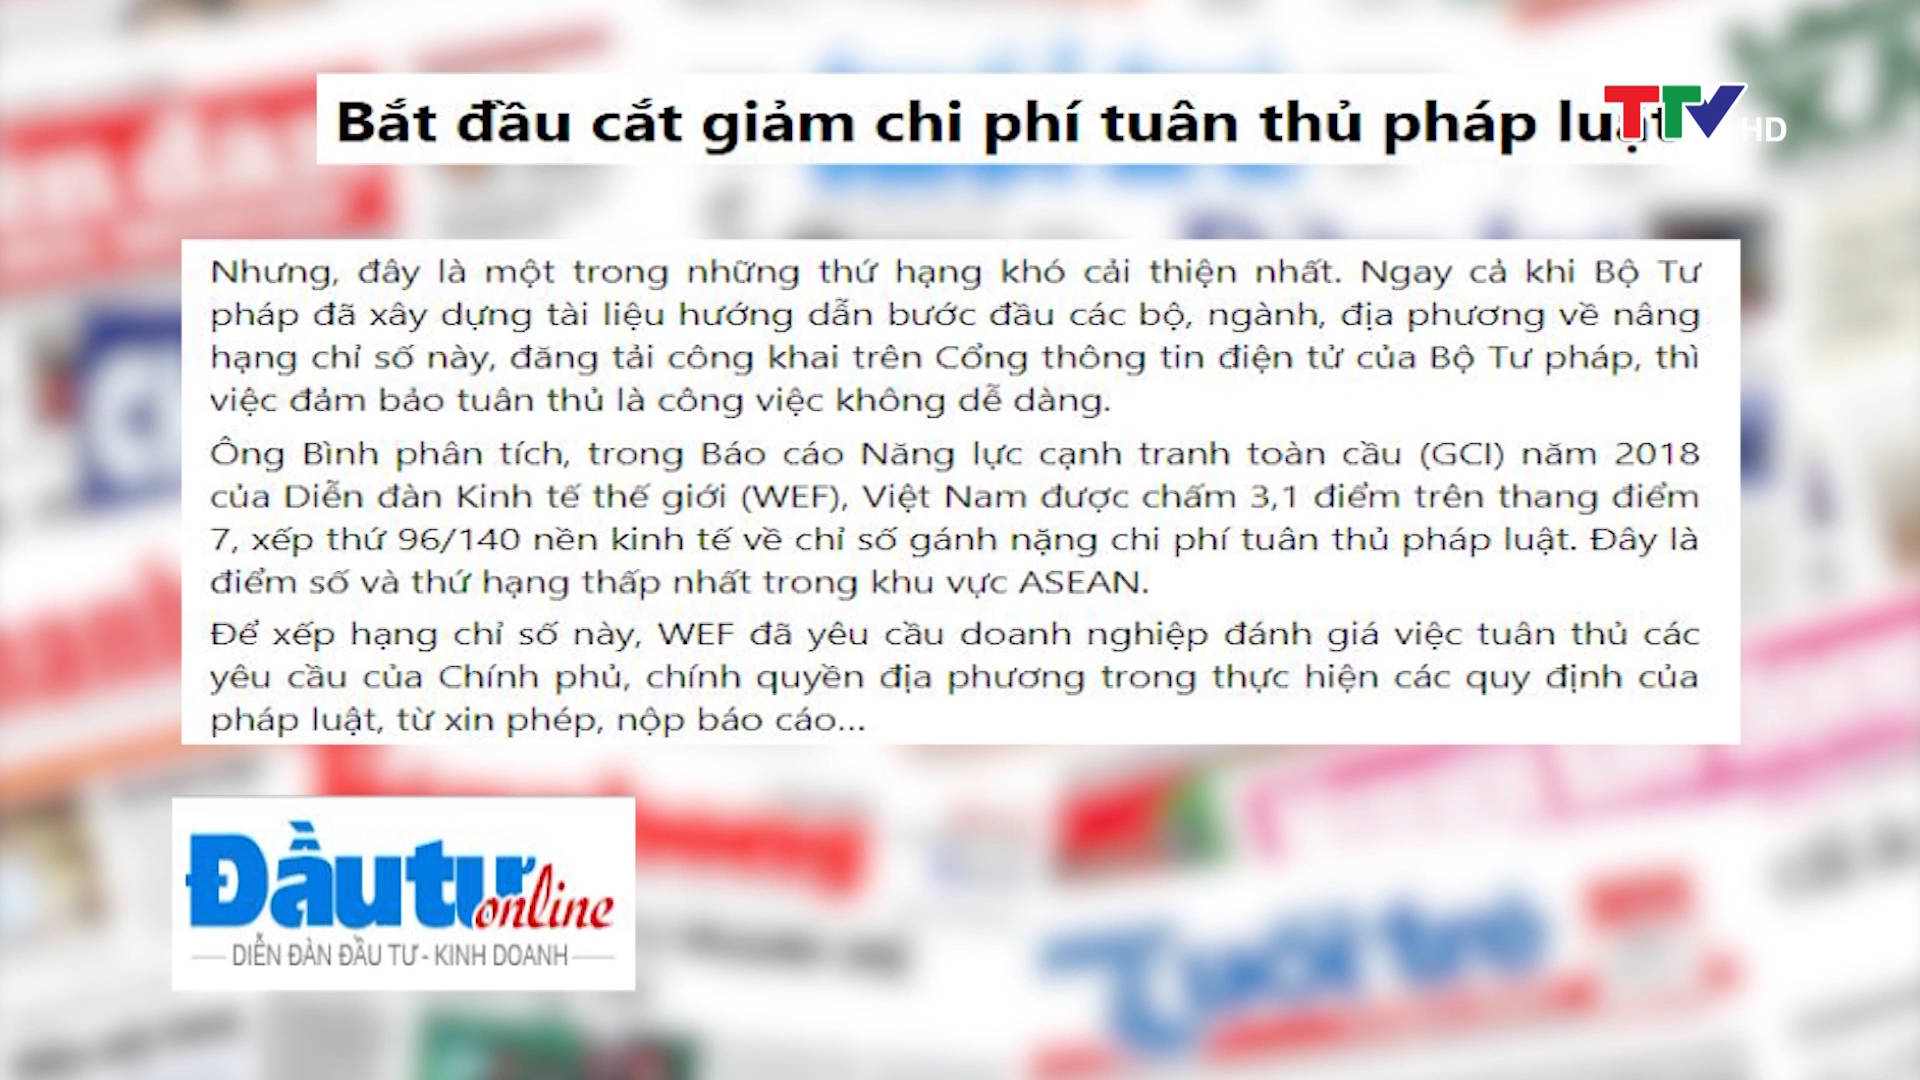 Bắt đầu cắt giảm chi phí tuân thủ pháp luật
TTV HD
Nhưng, đây là một trong những thứ hạng khó cải thiện nhất. Ngay cả khi Bộ Tư
pháp đã xây dựng tài liệu hướng dẫn bước đầu các bộ, ngành, địa phương về nâng
hạng chỉ số này, đăng tải công khai trên Cổng thông tin điện tử của Bộ Tư pháp, thì
việc đảm bảo tuân thủ là công việc không dễ dàng.
Ông Bình phân tích, trong Báo cáo Năng lực cạnh tranh toàn cầu (GCI) năm 2018
của Diễn đàn Kinh tế thế giới (WEF), Việt Nam được chấm 3,1 điểm trên thang điểm
7, xếp thứ 96/140 nền kinh tế về chỉ số gánh nặng chi phí tuân thủ pháp luật. Đây là
điểm số và thứ hạng thấp nhất trong khu vực ASEAN.
Để xếp hạng chỉ số này, WEF đã yêu cầu doanh nghiệp đánh giá việc tuân thủ các
yêu cầu của Chính phủ, chính quyền địa phương trong thực hiện các quy định của
pháp luật, từ xin phép, nộp báo cáo...
Đầu tư online
DIỄN ĐÀN ĐẦU TƯ - KINH DOANH
Tuổi trẻ